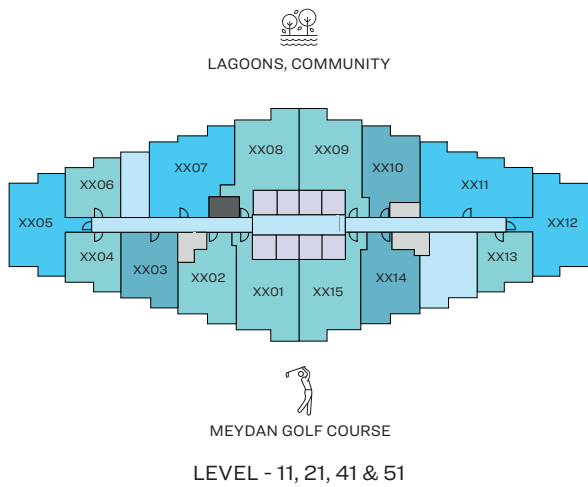 LAGOONS, COMMUNITY
XX08 XX09
XX07 XX10
XX06 XX11
XX05 XX12
XX04 XX03 XX02 XX01 XX15 XX14 XX13
MEYDAN GOLF COURSE
LEVEL - 11, 21, 41 & 51